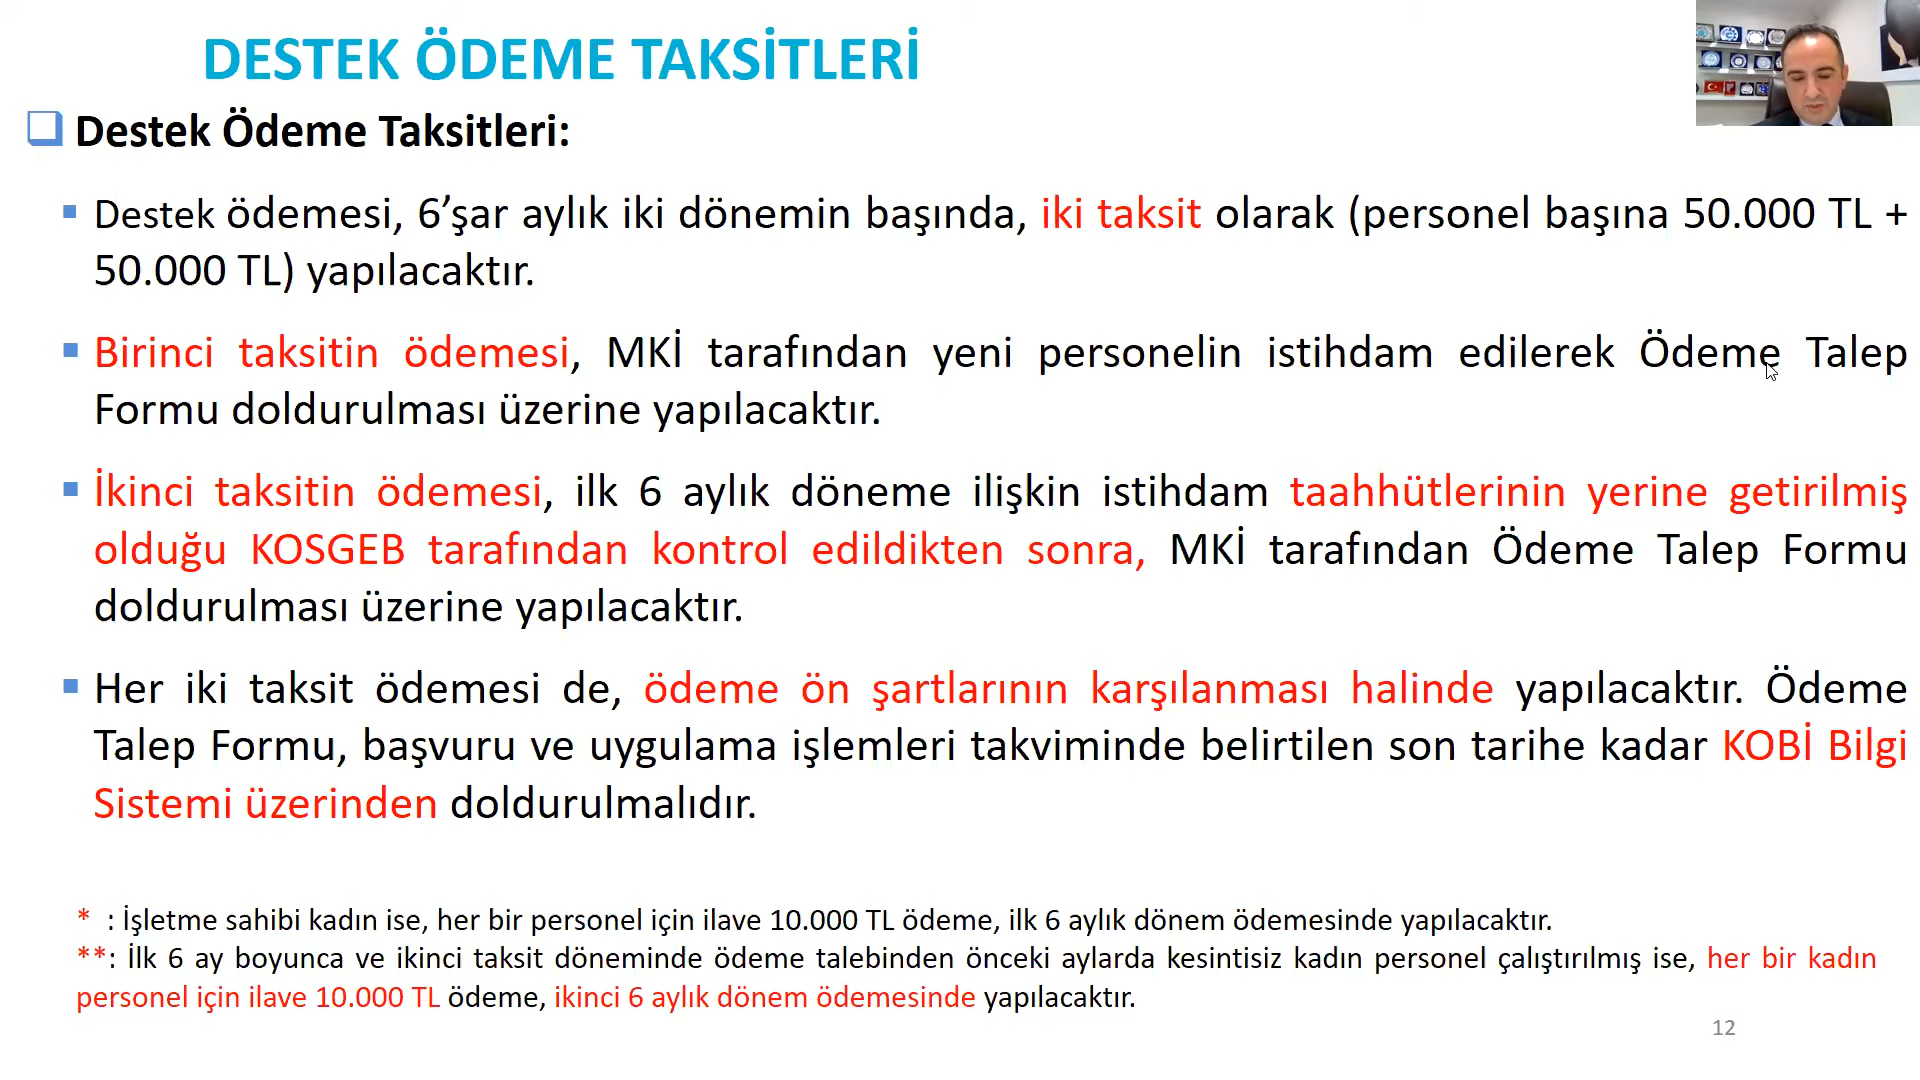 DESTEK ÖDEME TAKSİTLERİ
Destek Ödeme Taksitleri:
Destek ödemesi, 6’şar aylık iki dönemin başında, iki taksit olarak (personel başına 50.000 TL +
50.000 TL) yapılacaktır.
Birinci taksitin ödemesi, MKİ tarafından yeni personelin istihdam edilerek Ödeme Talep
Formu doldurulması üzerine yapılacaktır.
İkinci taksitin ödemesi, ilk 6 aylık döneme ilişkin istihdam taahhütlerinin yerine getirilmiş
olduğu KOSGEB tarafından kontrol edildikten sonra, MKİ tarafından Ödeme Talep Formu
doldurulması üzerine yapılacaktır.
Her iki taksit ödemesi de, ödeme ön şartlarının karşılanması halinde yapılacaktır. Ödeme
Talep Formu, başvuru ve uygulama işlemleri takviminde belirtilen son tarihe kadar KOBİ Bilgi
Sistemi üzerinden doldurulmalıdır.
* : İşletme sahibi kadın ise, her bir personel için ilave 10.000 TL ödeme, ilk 6 aylık dönem ödemesinde yapılacaktır.
**: İlk 6 ay boyunca ve ikinci taksit döneminde ödeme talebinden önceki aylarda kesintisiz kadın personel çalıştırılmış ise, her bir kadın
personel için ilave 10.000 TL ödeme, ikinci 6 aylık dönem ödemesinde yapılacaktır.
12